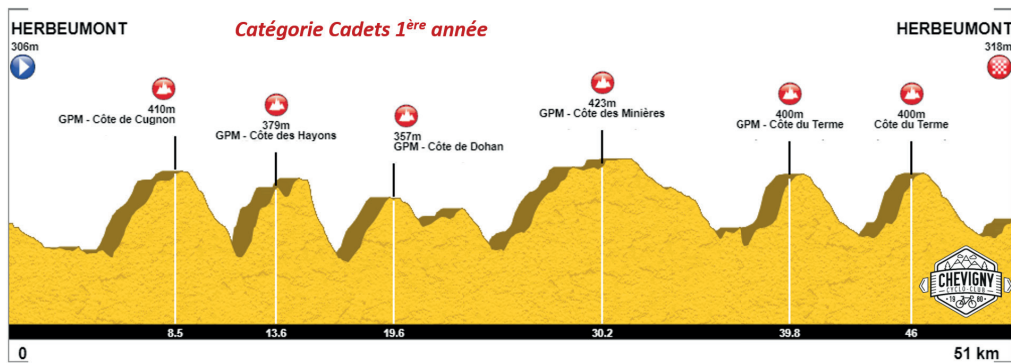 HERBEUMONT
306m
Catégorie Cadets 1ère année
HERBEUMONT
318m
410m
GPM - Côte de Cugnon
379m
GPM - Côte des Hayons
357m
GPM - Côte de Dohan
423m
GPM - Côte des Minières
400m
GPM - Côte du Terme
400m
Côte du Terme
CHEVIGNY
CYCLO-CLUB
19 80
8.5 13.6 19.6 30.2 39.8 46
0 51 km